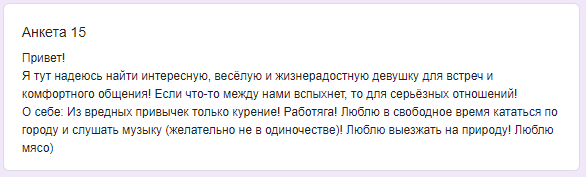 Анкета 15
Привет!
Я тут надеюсь найти интересную, весёлую и жизнерадостную девушку для встреч и
комфортного общения! Если что-то между нами вспыхнет, то для серьёзных отношений!
О себе: Из вредных привычек только курение! Работяга! Люблю в свободное время кататься по
городу и слушать музыку (желательно не в одиночестве)! Люблю выезжать на природу! Люблю
мясо)